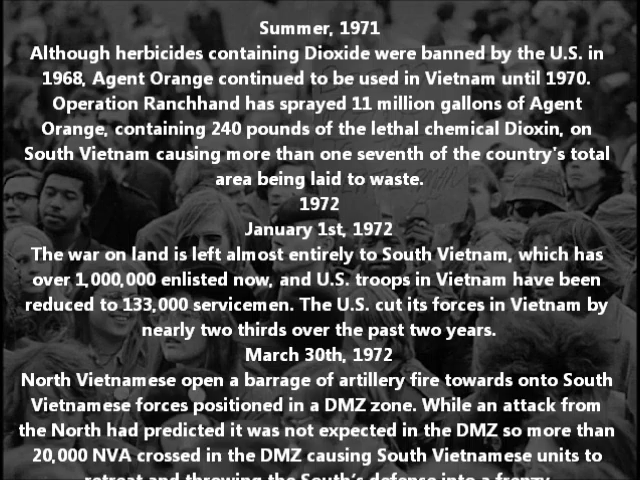 Summer, 1971
Although herbicides containing Dioxide were banned by the U.S. in
1968, Agent Orange continued to be used in Vietnam until 1970.
Operation Ranchhand has sprayed 11 million gallons of Agent
Orange, containing 240 pounds of the lethal chemical Dioxin, on
South Vietnam causing more than one seventh of the country's total
area being laid to waste.
1972
January 1st, 1972
The war on land is left almost entirely to South Vietnam, which has
over 1,000,000 enlisted now, and U.S. troops in Vietnam have been
reduced to 133,000 servicemen. The U.S. cut its forces in Vietnam by
nearly two thirds over the past two years.
March 30th, 1972
North Vietnamese open a barrage of artillery fire towards onto South
Vietnamese forces positioned in a DMZ zone. While an attack from
the North had predicted it was not expected in the DMZ so more than
20,000 NVA crossed in the DMZ causing South Vietnamese units to
retreat and throwing the South's defence into a frenzy